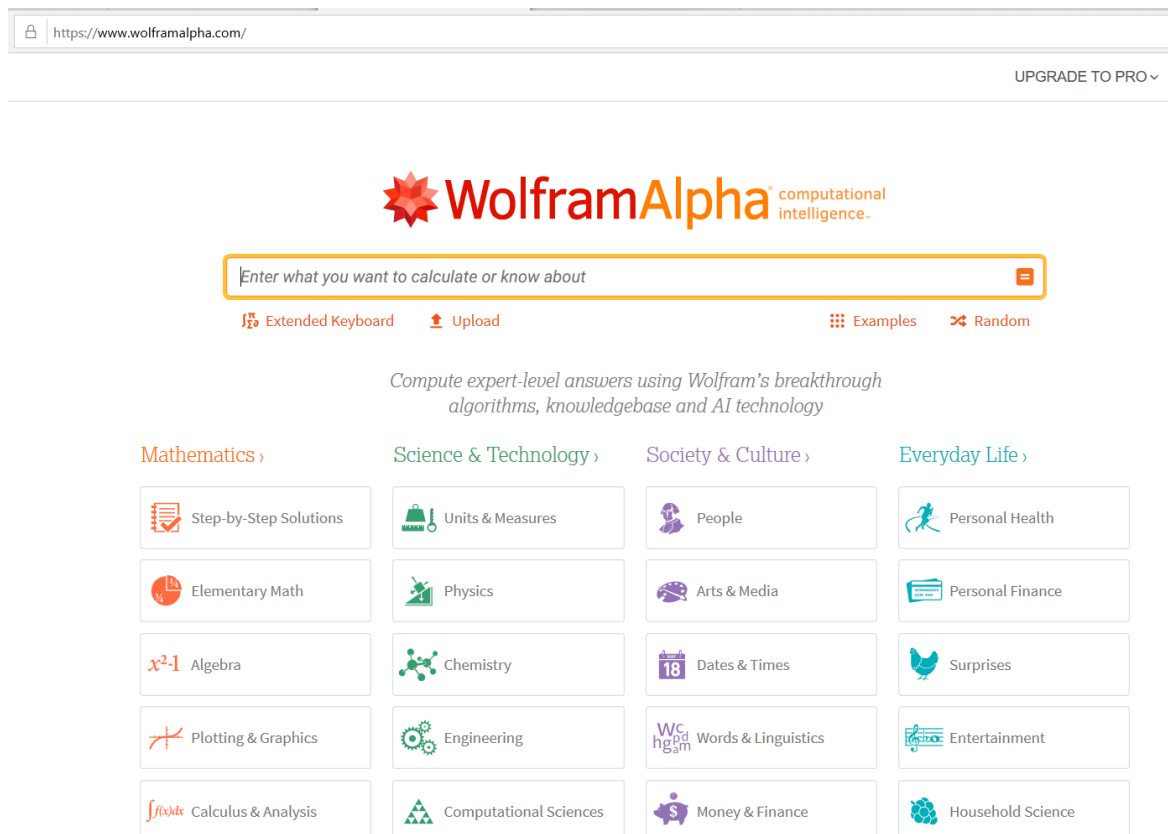 https://www.wolframalpha.com/
UPGRADE TO PRO
WolframAlpha computational
intelligence™
Enter what you want to calculate or know about
Extended Keyboard Upload Examples Random
Compute expert-level answers using Wolfram's breakthrough
algorithms, knowledgebase and AI technology
Mathematics › Science & Technology › Society & Culture › Everyday Life ›
Step-by-Step Solutions Units & Measures People Personal Health
Elementary Math Physics Arts & Media Personal Finance
x²-1 Algebra Chemistry 18 Dates & Times Surprises
Plotting & Graphics Engineering Words & Linguistics Entertainment
∫f(x)dx Calculus & Analysis Computational Sciences $ Money & Finance Household Science